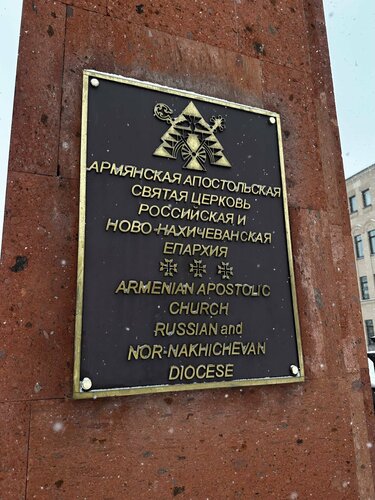 АРМЯНСКАЯ АПОСТОЛЬСКАЯ
СВЯТАЯ ЦЕРКОВЬ
РОССИЙСКАЯ И
НОВО-НАХИЧЕВАНСКАЯ
ЕПАРХИЯ
ARMENIAN APOSTOLIC
CHURCH
RUSSIAN and
NOR-NAKHICHEVAN
DIOCESE